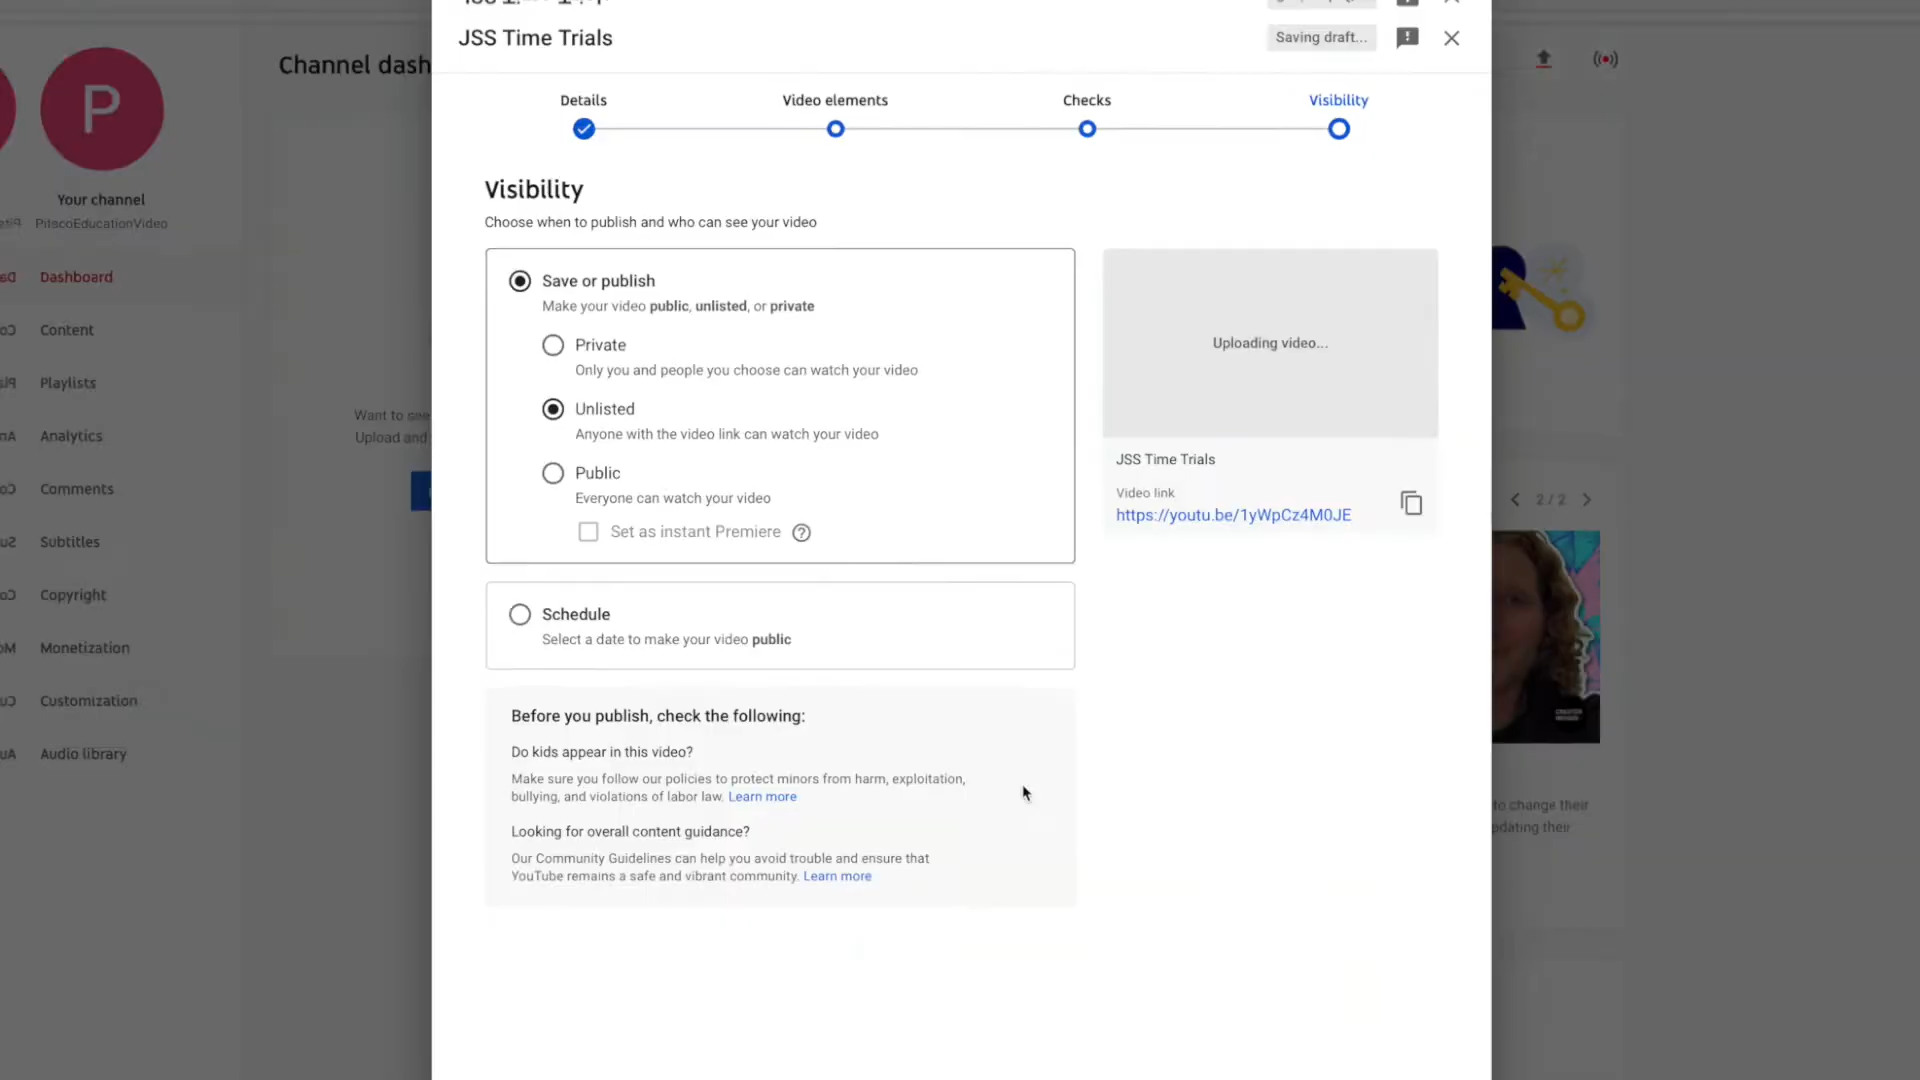 JSS Time Trials
Saving draft...
Details
Video elements
Checks
Visibility
Visibility
Choose when to publish and who can see your video
Save or publish
Make your video public, unlisted, or private
Private
Only you and people you choose can watch your video
Unlisted
Anyone with the video link can watch your video
Public
Everyone can watch your video
Set as instant Premiere
Schedule
Select a date to make your video public
Before you publish, check the following:
Do kids appear in this video?
Make sure you follow our policies to protect minors from harm, exploitation,
bullying, and violations of labor law. Learn more
Looking for overall content guidance?
Our Community Guidelines can help you avoid trouble and ensure that
YouTube remains a safe and vibrant community. Learn more
Uploading video...
JSS Time Trials
Video link
https://youtu.be/1yWpCz4M0JE
Channel dash
P
Your channel
PitscoEducationVideo
Dashboard
Content
Playlists
Analytics
Comments
Subtitles
Copyright
Monetization
Customization
Audio library
Want to see
Upload and
2 / 2
to change their
pdating their